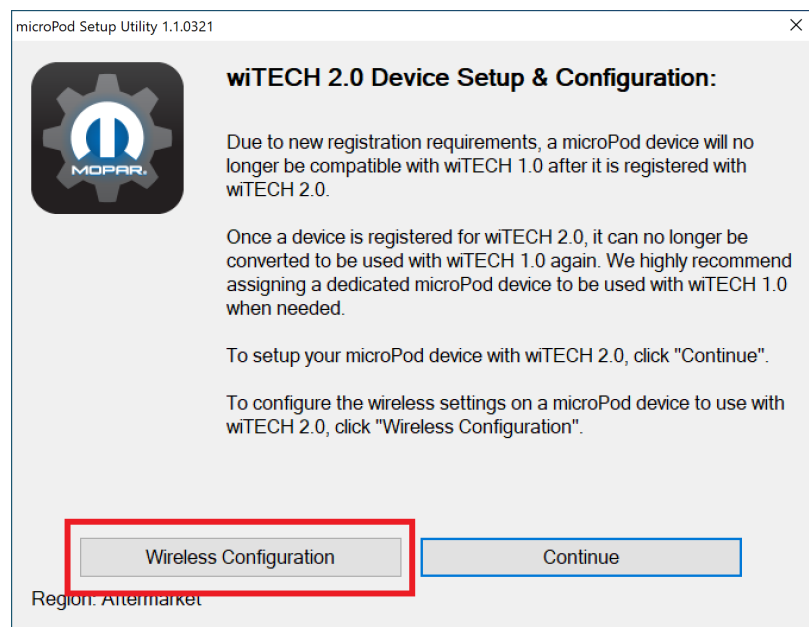 microPod Setup Utility 1.1.0321
wiTECH 2.0 Device Setup & Configuration:
MOPAR.
Due to new registration requirements, a microPod device will no
longer be compatible with wiTECH 1.0 after it is registered with
wiTECH 2.0.
Once a device is registered for wiTECH 2.0, it can no longer be
converted to be used with wiTECH 1.0 again. We highly recommend
assigning a dedicated microPod device to be used with wiTECH 1.0
when needed.
To setup your microPod device with wiTECH 2.0, click "Continue".
To configure the wireless settings on a microPod device to use with
wiTECH 2.0, click "Wireless Configuration".
Wireless Configuration
Continue
Region: Aftermarket